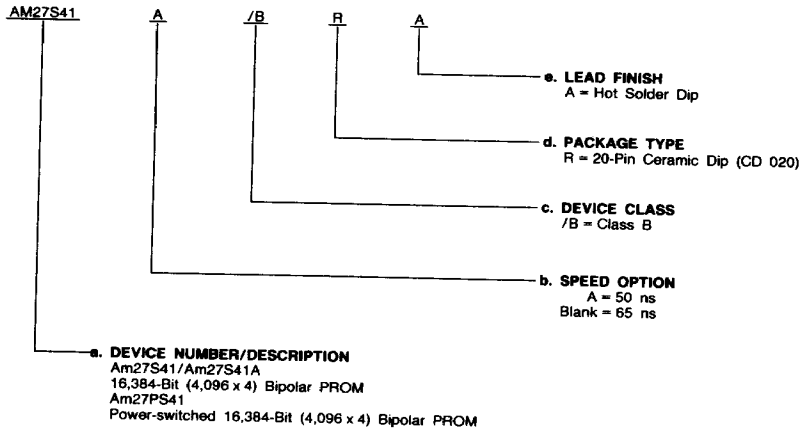 AM27S41 A /B R A
e. LEAD FINISH
A = Hot Solder Dip
d. PACKAGE TYPE
R = 20-Pin Ceramic Dip (CD 020)
c. DEVICE CLASS
/B = Class B
b. SPEED OPTION
A = 50 ns
Blank = 65 ns
a. DEVICE NUMBER/DESCRIPTION
Am27S41/Am27S41A
16,384-Bit (4,096 x 4) Bipolar PROM
Am27PS41
Power-switched 16,384-Bit (4,096 x 4) Bipolar PROM